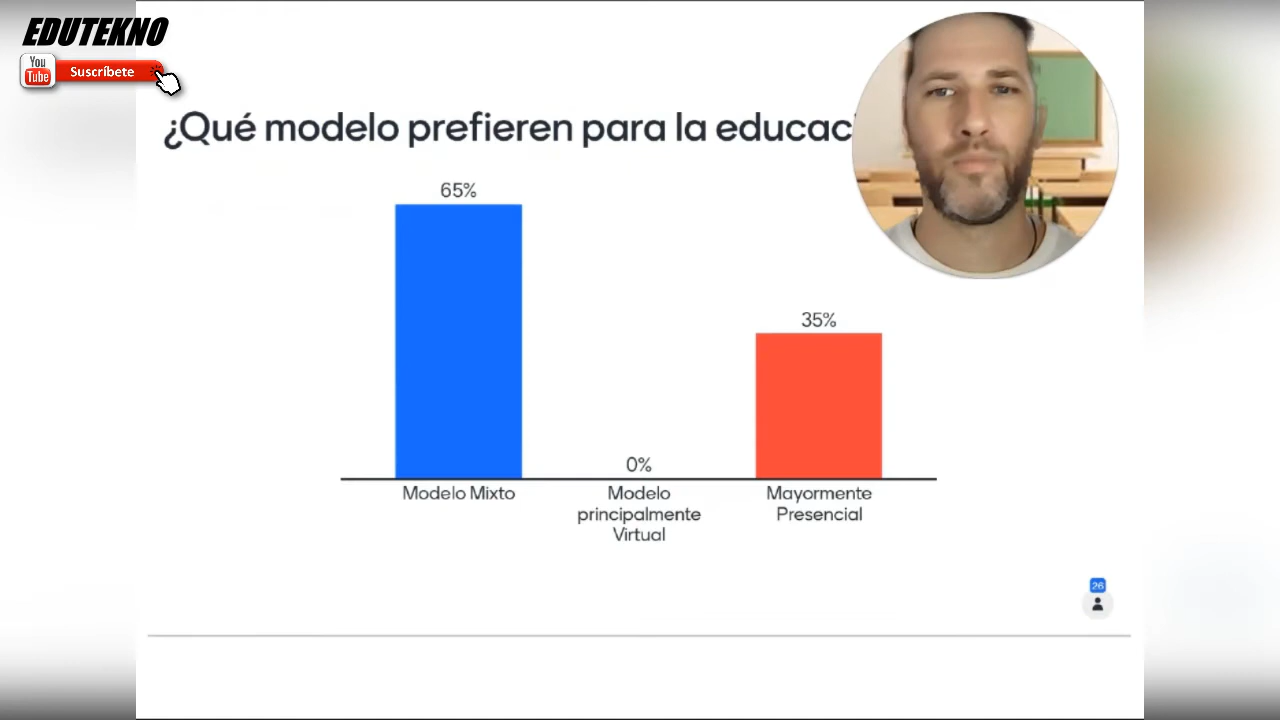 EDUTEKNO
You
Tube
Suscríbete
¿Qué modelo prefieren para la
65%
35%
0%
Modelo Mixto
Modelo
principalmente
Virtual
Mayormente
Presencial
26